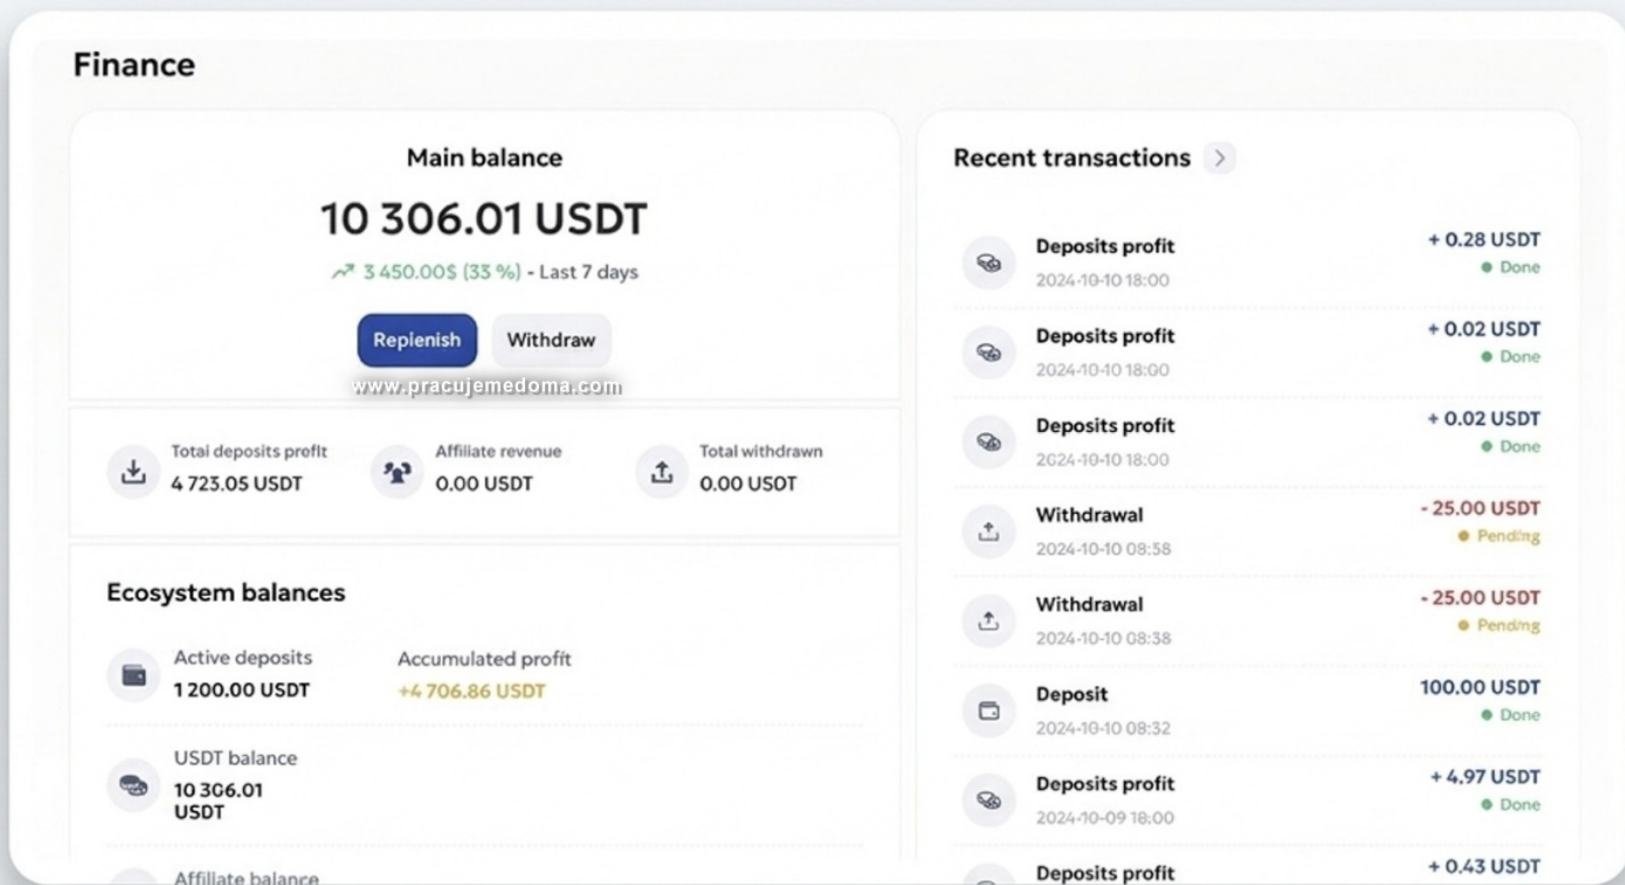 Finance
Main balance
10 306.01 USDT
3 450.00$ (33 %) - Last 7 days
Replenish
Withdraw
www.pracujemedoma.com
Total deposits profit
4 723.05 USDT
Affiliate revenue
0.00 USDT
Total withdrawn
0.00 USDT
Ecosystem balances
Active deposits
1 200.00 USDT
Accumulated profit
+4 706.86 USDT
USDT balance
10 306.01
USDT
Affiliate balance
Recent transactions
Deposits profit
+ 0.28 USDT
2024-10-10 18:00
Done
Deposits profit
+ 0.02 USDT
2024-10-10 18:00
Done
Deposits profit
+ 0.02 USDT
2024-10-10 18:00
Done
Withdrawal
- 25.00 USDT
2024-10-10 08:58
Pending
Withdrawal
- 25.00 USDT
2024-10-10 08:38
Pending
Deposit
100.00 USDT
2024-10-10 08:32
Done
Deposits profit
+ 4.97 USDT
2024-10-09 18:00
Done
Deposits profit
+ 0.43 USDT